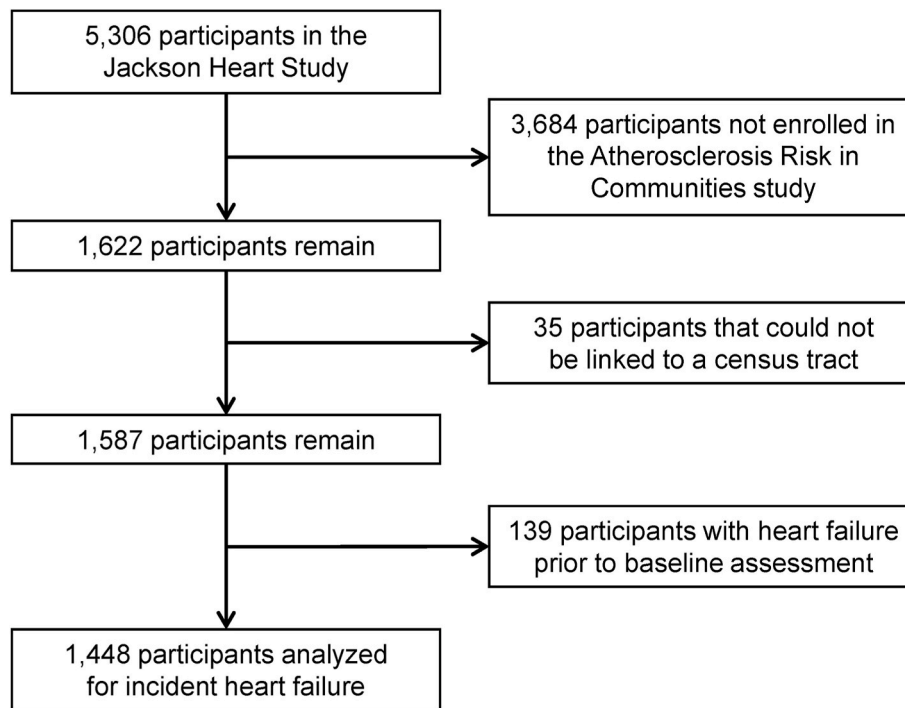 5,306 participants in the
Jackson Heart Study
3,684 participants not enrolled in
the Atherosclerosis Risk in
Communities study
1,622 participants remain
35 participants that could not
be linked to a census tract
1,587 participants remain
139 participants with heart failure
prior to baseline assessment
1,448 participants analyzed
for incident heart failure